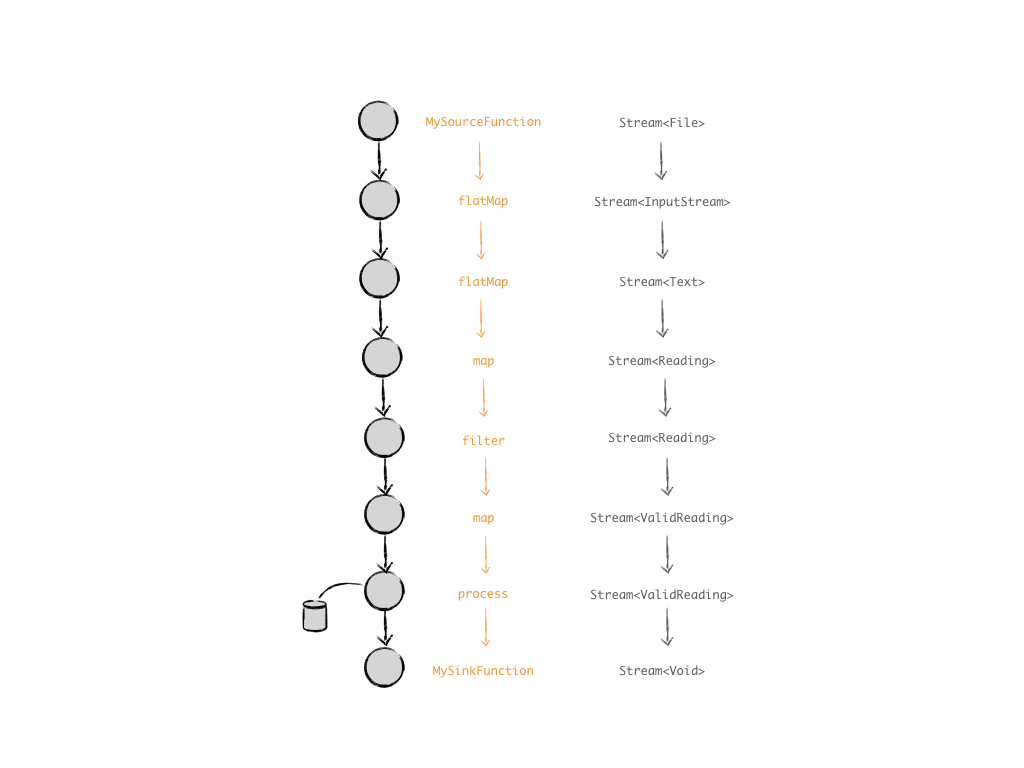 MySourceFunction Stream<File>
flatMap Stream<InputStream>
flatMap Stream<Text>
map Stream<Reading>
filter Stream<Reading>
map Stream<ValidReading>
process Stream<ValidReading>
MySinkFunction Stream<Void>